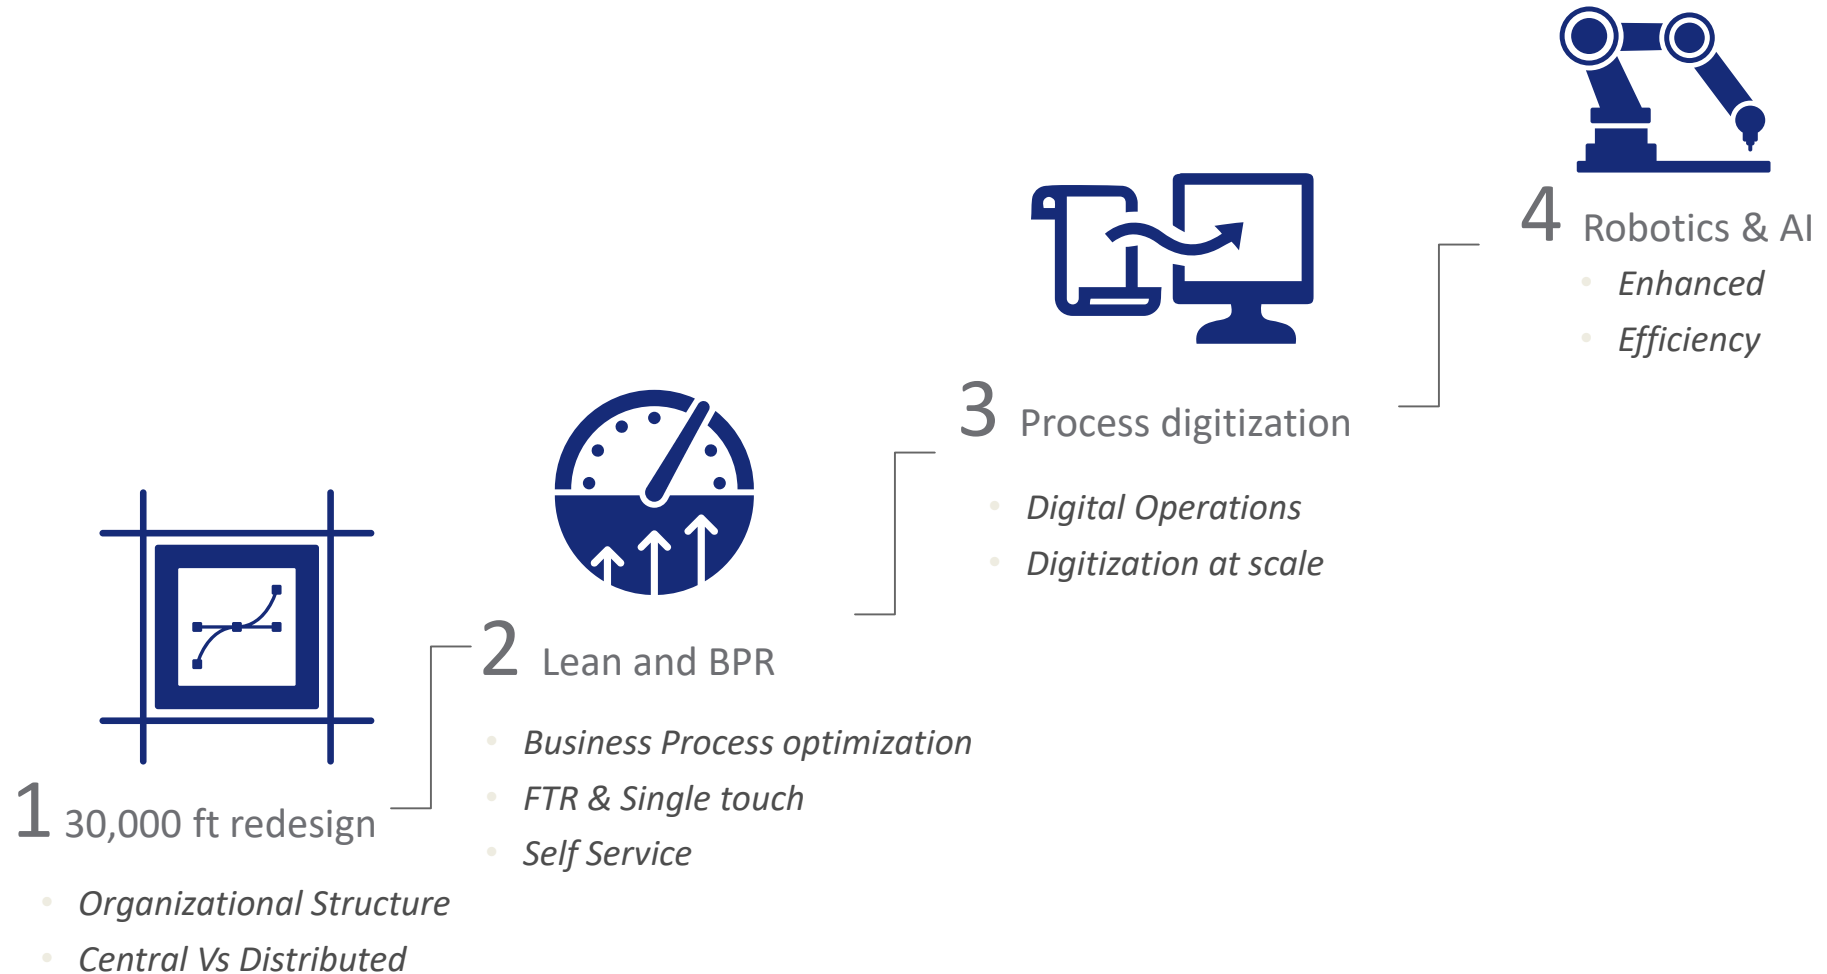 1 30,000 ft redesign
• Organizational Structure
• Central Vs Distributed
2 Lean and BPR
• Business Process optimization
• FTR & Single touch
• Self Service
3 Process digitization
• Digital Operations
• Digitization at scale
4 Robotics & AI
• Enhanced
• Efficiency